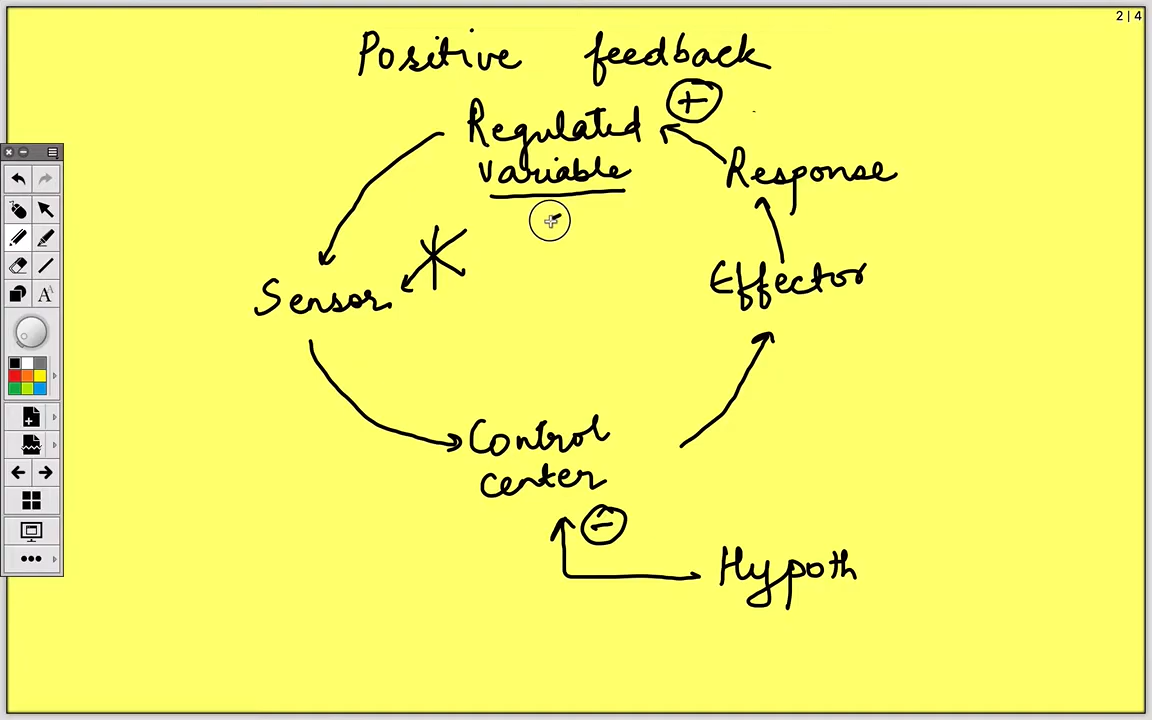 2 | 4
Positive feedback
+
Regulated
variable
Response
Sensor
Effector
Control
center
-
Hypoth
A